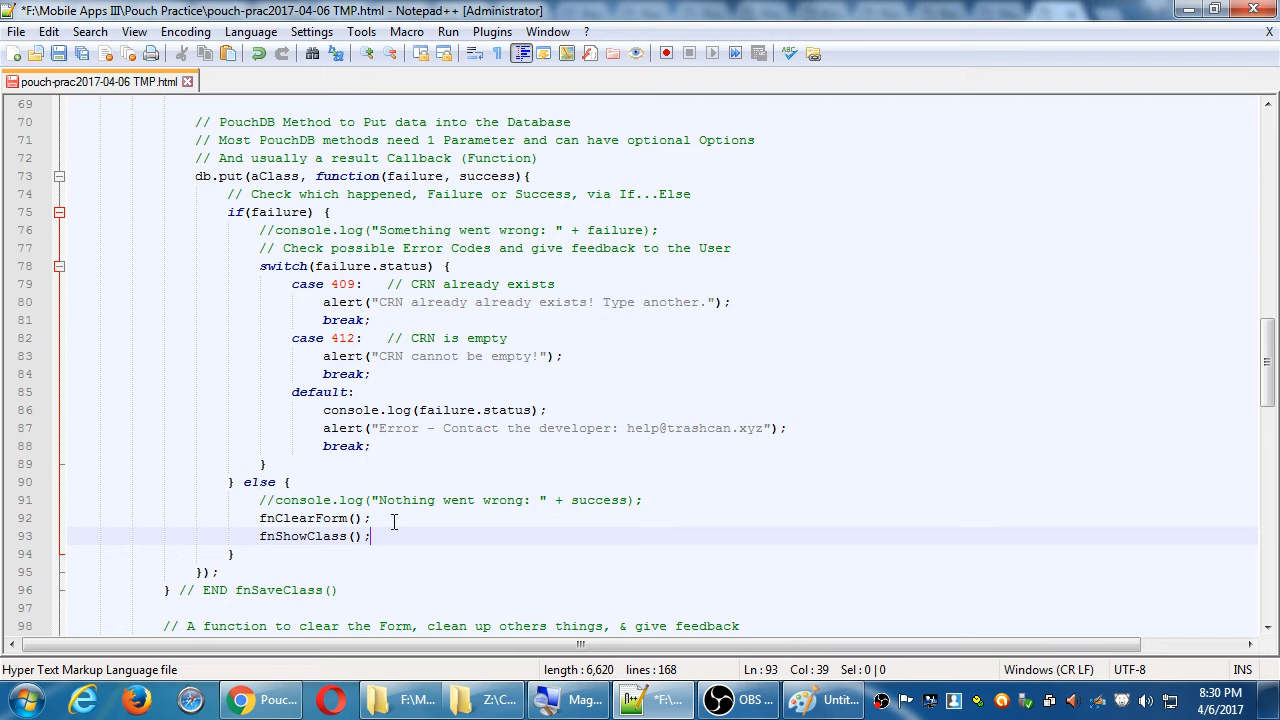 *F:\Mobile Apps III\Pouch Practice\pouch-prac2017-04-06 TMP.html - Notepad++ [Administrator]
File Edit Search View Encoding Language Settings Tools Macro Run Plugins Window ? X
pouch-prac2017-04-06 TMP.html
69
70 // PouchDB Method to Put data into the Database
71 // Most PouchDB methods need 1 Parameter and can have optional Options
72 // And usually a result Callback (Function)
73 db.put(aClass, function(failure, success){
74 // Check which happened, Failure or Success, via If...Else
75 if(failure) {
76 //console.log("Something went wrong: " + failure);
77 // Check possible Error Codes and give feedback to the User
78 switch(failure.status) {
79 case 409: // CRN already exists
80 alert("CRN already already exists! Type another.");
81 break;
82 case 412: // CRN is empty
83 alert("CRN cannot be empty!");
84 break;
85 default:
86 console.log(failure.status);
87 alert("Error - Contact the developer: help@trashcan.xyz");
88 break;
89 }
90 } else {
91 //console.log("Nothing went wrong: " + success);
92 fnClearForm();
93 fnShowClass();
94 }
95 });
96 } // END fnSaveClass()
97
98 // A function to clear the Form, clean up others things, & give feedback
Hyper Text Markup Language file length : 6,620 lines : 168 Ln : 93 Col : 39 Sel : 0 | 0 Windows (CR LF) UTF-8 INS
Pouc... F:\M... Z:\C... Mag... *F:\... OBS ... Untit... 8:30 PM
4/6/2017